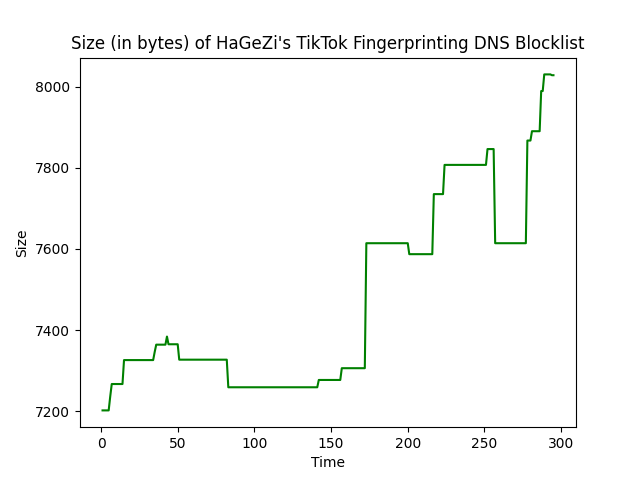 Size (in bytes) of HaGeZi's TikTok Fingerprinting DNS Blocklist
8000
7800
7600
7400
7200
Size
0 50 100 150 200 250 300
Time